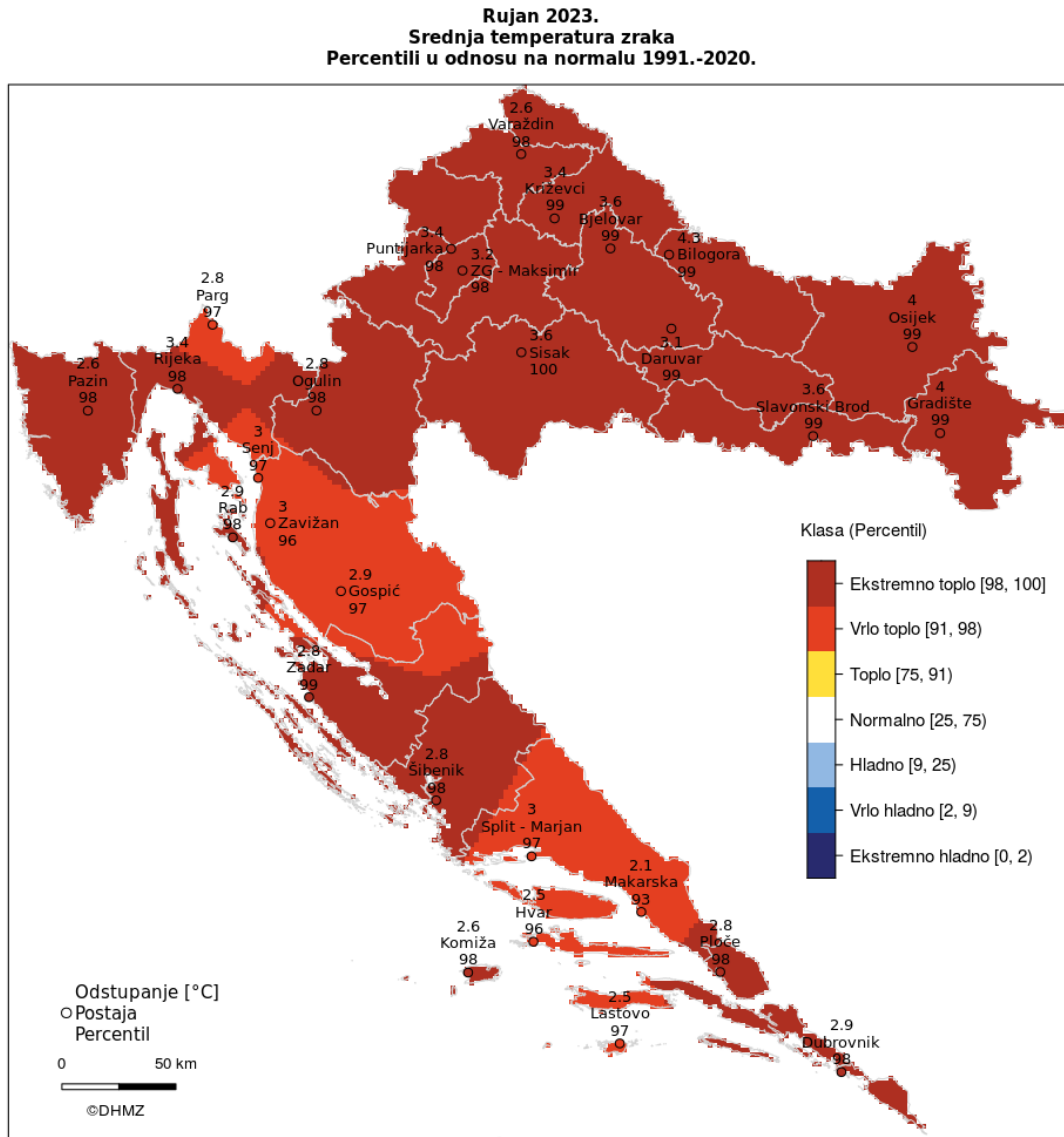 Rujan 2023.
Srednja temperatura zraka
Percentili u odnosu na normalu 1991.-2020.
2.6
Varaždin
98
3.4
Križevci
99
3.6
Bjelovar
99
3.4
Puntijarka
98
3.2
ZG - Maksimir
98
4.3
Bilogora
99
2.8
Parg
97
4
Osijek
99
3.4
Rijeka
98
2.6
Pazin
98
2.8
Ogulin
98
3.6
Sisak
100
3.1
Daruvar
99
3.6
Slavonski Brod
99
4
Gradište
99
3
Senj
97
2.9
Rab
98
3
Zavižan
96
2.9
Gospić
97
2.8
Zadar
99
2.8
Šibenik
98
3
Split - Marjan
97
2.1
Makarska
93
2.5
Hvar
96
2.6
Komiža
98
2.8
Ploče
98
2.5
Lastovo
97
2.9
Dubrovnik
98
Klasa (Percentil)
Ekstremno toplo [98, 100]
Vrlo toplo [91, 98)
Toplo [75, 91)
Normalno [25, 75)
Hladno [9, 25)
Vrlo hladno [2, 9)
Ekstremno hladno [0, 2)
Odstupanje [°C]
Postaja
Percentil
0 50 km
©DHMZ